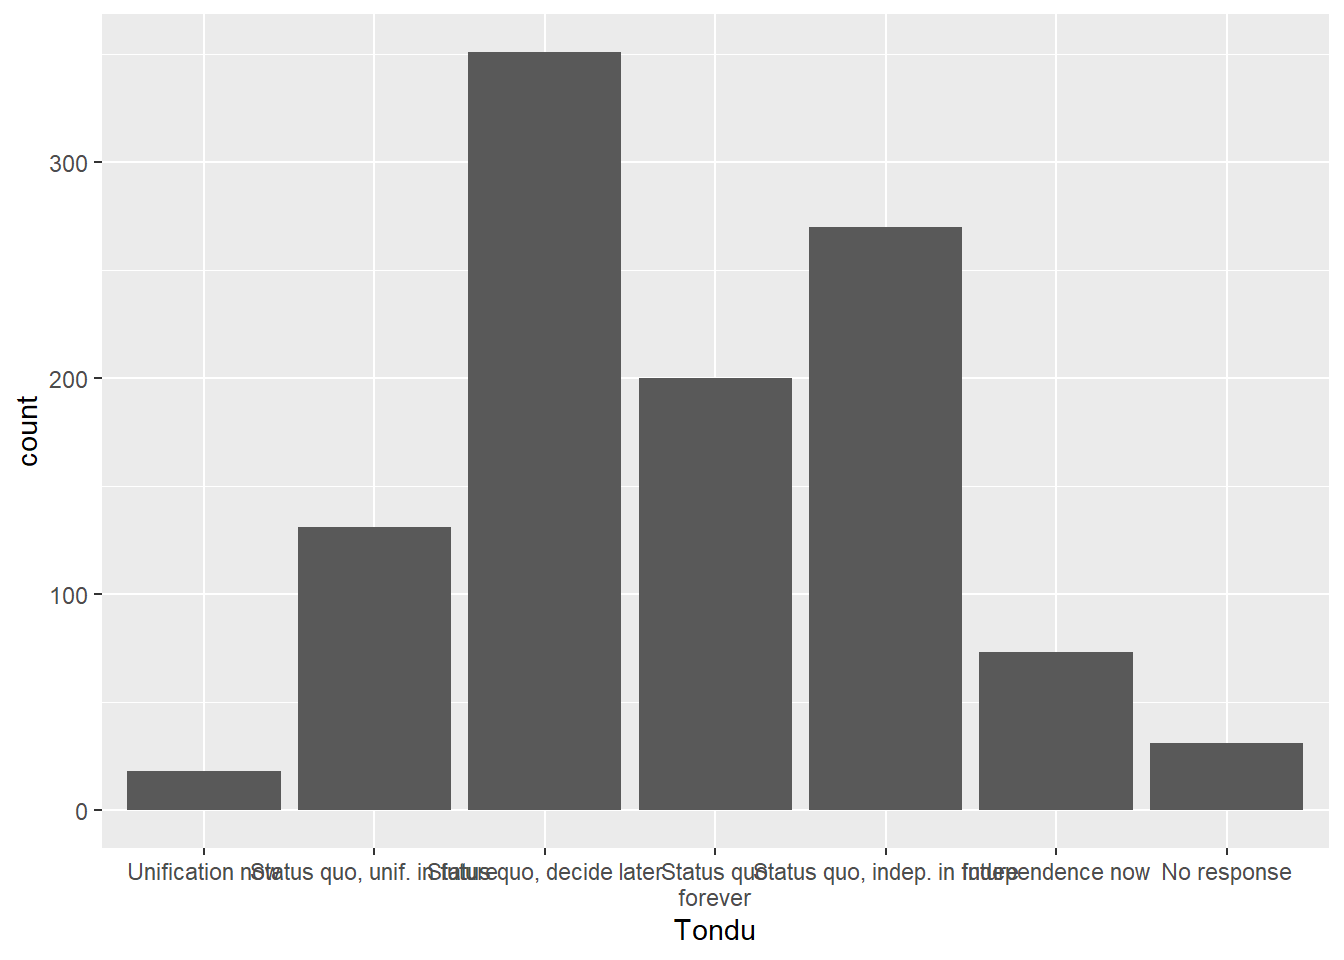 300
200
100
0
count
Unification now
Status quo, unif. in future
Status quo, decide later
Status quo
forever
Status quo, indep. in future
Independence now
No response
Tondu